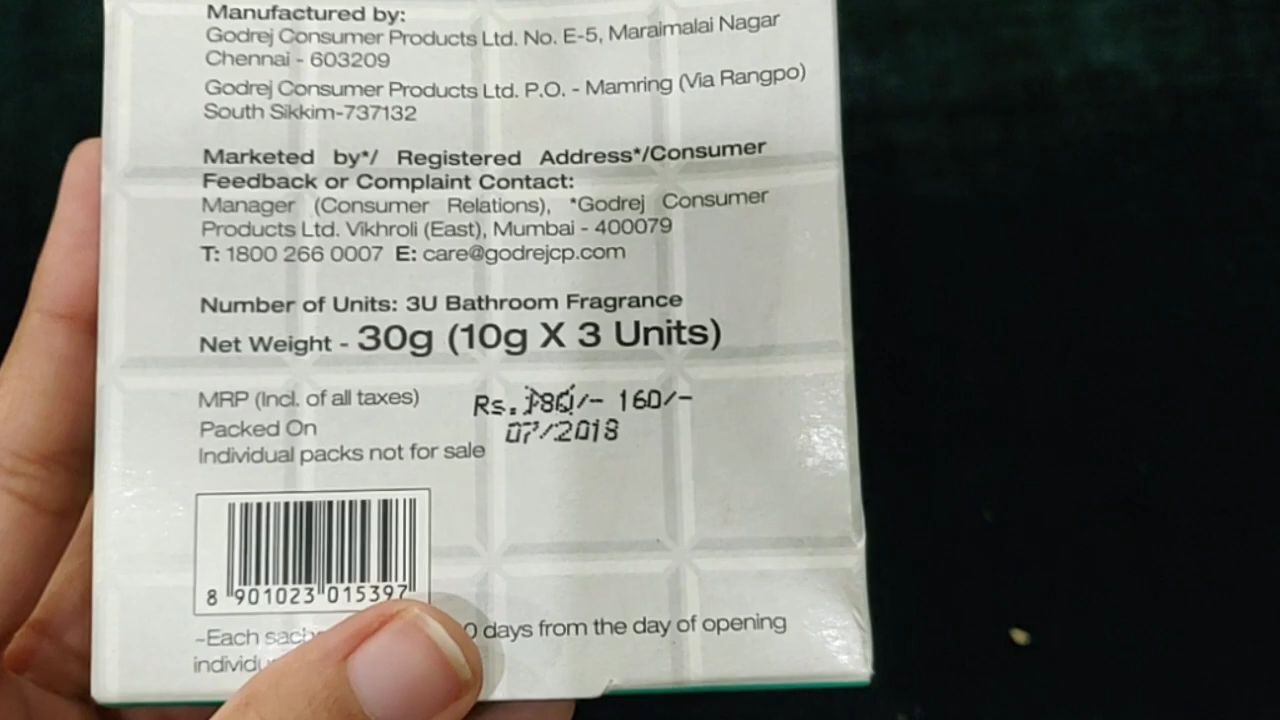 Manufactured by:
Godrej Consumer Products Ltd. No. E-5, Maraimalai Nagar
Chennai - 603209
Godrej Consumer Products Ltd. P.O. - Mamring (Via Rangpo)
South Sikkim-737132
Marketed by*/ Registered Address*/Consumer
Feedback or Complaint Contact:
Manager (Consumer Relations), *Godrej Consumer
Products Ltd. Vikhroli (East), Mumbai - 400079
T: 1800 266 0007 E: care@godrejcp.com
Number of Units: 3U Bathroom Fragrance
Net Weight - 30g (10g X 3 Units)
MRP (Incl. of all taxes) Rs. 180/- 160/-
Packed On 07/2018
Individual packs not for sale
8 901023 015397
~Each days from the day of opening